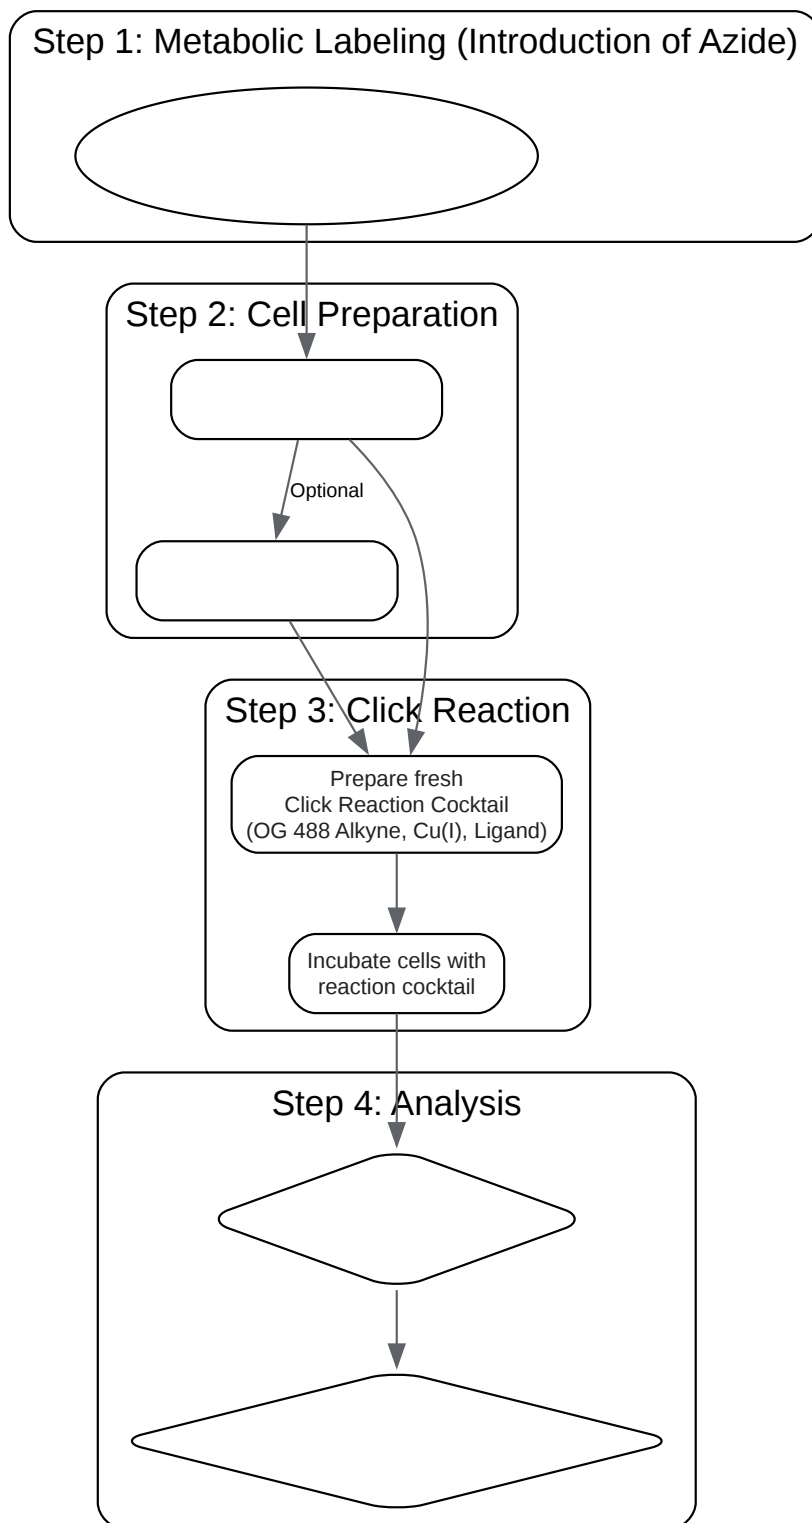 Step 1: Metabolic Labeling (Introduction of Azide)
Step 2: Cell Preparation
Optional
Step 3: Click Reaction
Prepare fresh
Click Reaction Cocktail
(OG 488 Alkyne, Cu(I), Ligand)
Incubate cells with
reaction cocktail
Step 4: Analysis